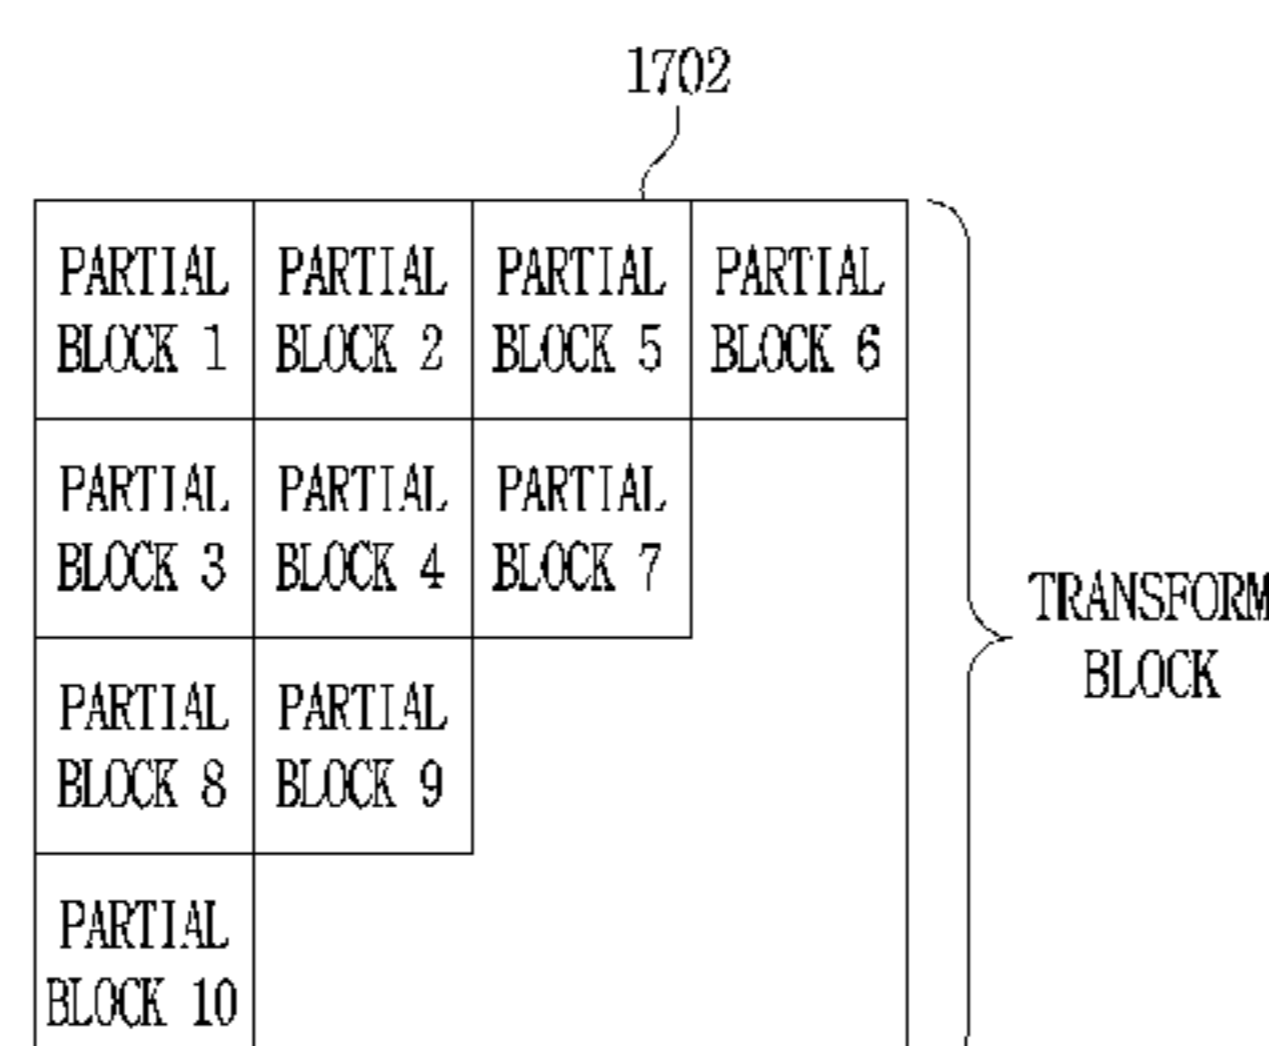 1702
PARTIAL
BLOCK 1
PARTIAL
BLOCK 2
PARTIAL
BLOCK 5
PARTIAL
BLOCK 6
PARTIAL
BLOCK 3
PARTIAL
BLOCK 4
PARTIAL
BLOCK 7
TRANSFORM
BLOCK
PARTIAL
BLOCK 8
PARTIAL
BLOCK 9
PARTIAL
BLOCK 10